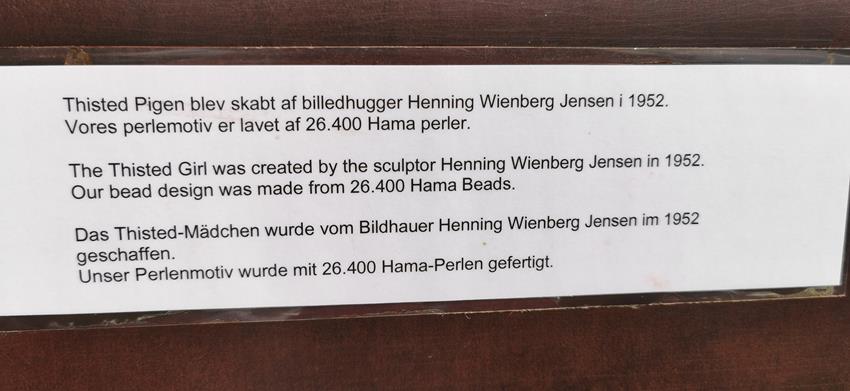 Thisted Pigen blev skabt af billedhugger Henning Wienberg Jensen i 1952.
Vores perlemotiv er lavet af 26.400 Hama perler.
The Thisted Girl was created by the sculptor Henning Wienberg Jensen in 1952.
Our bead design was made from 26.400 Hama Beads.
Das Thisted-Mädchen wurde vom Bildhauer Henning Wienberg Jensen im 1952
geschaffen.
Unser Perlenmotiv wurde mit 26.400 Hama-Perlen gefertigt.